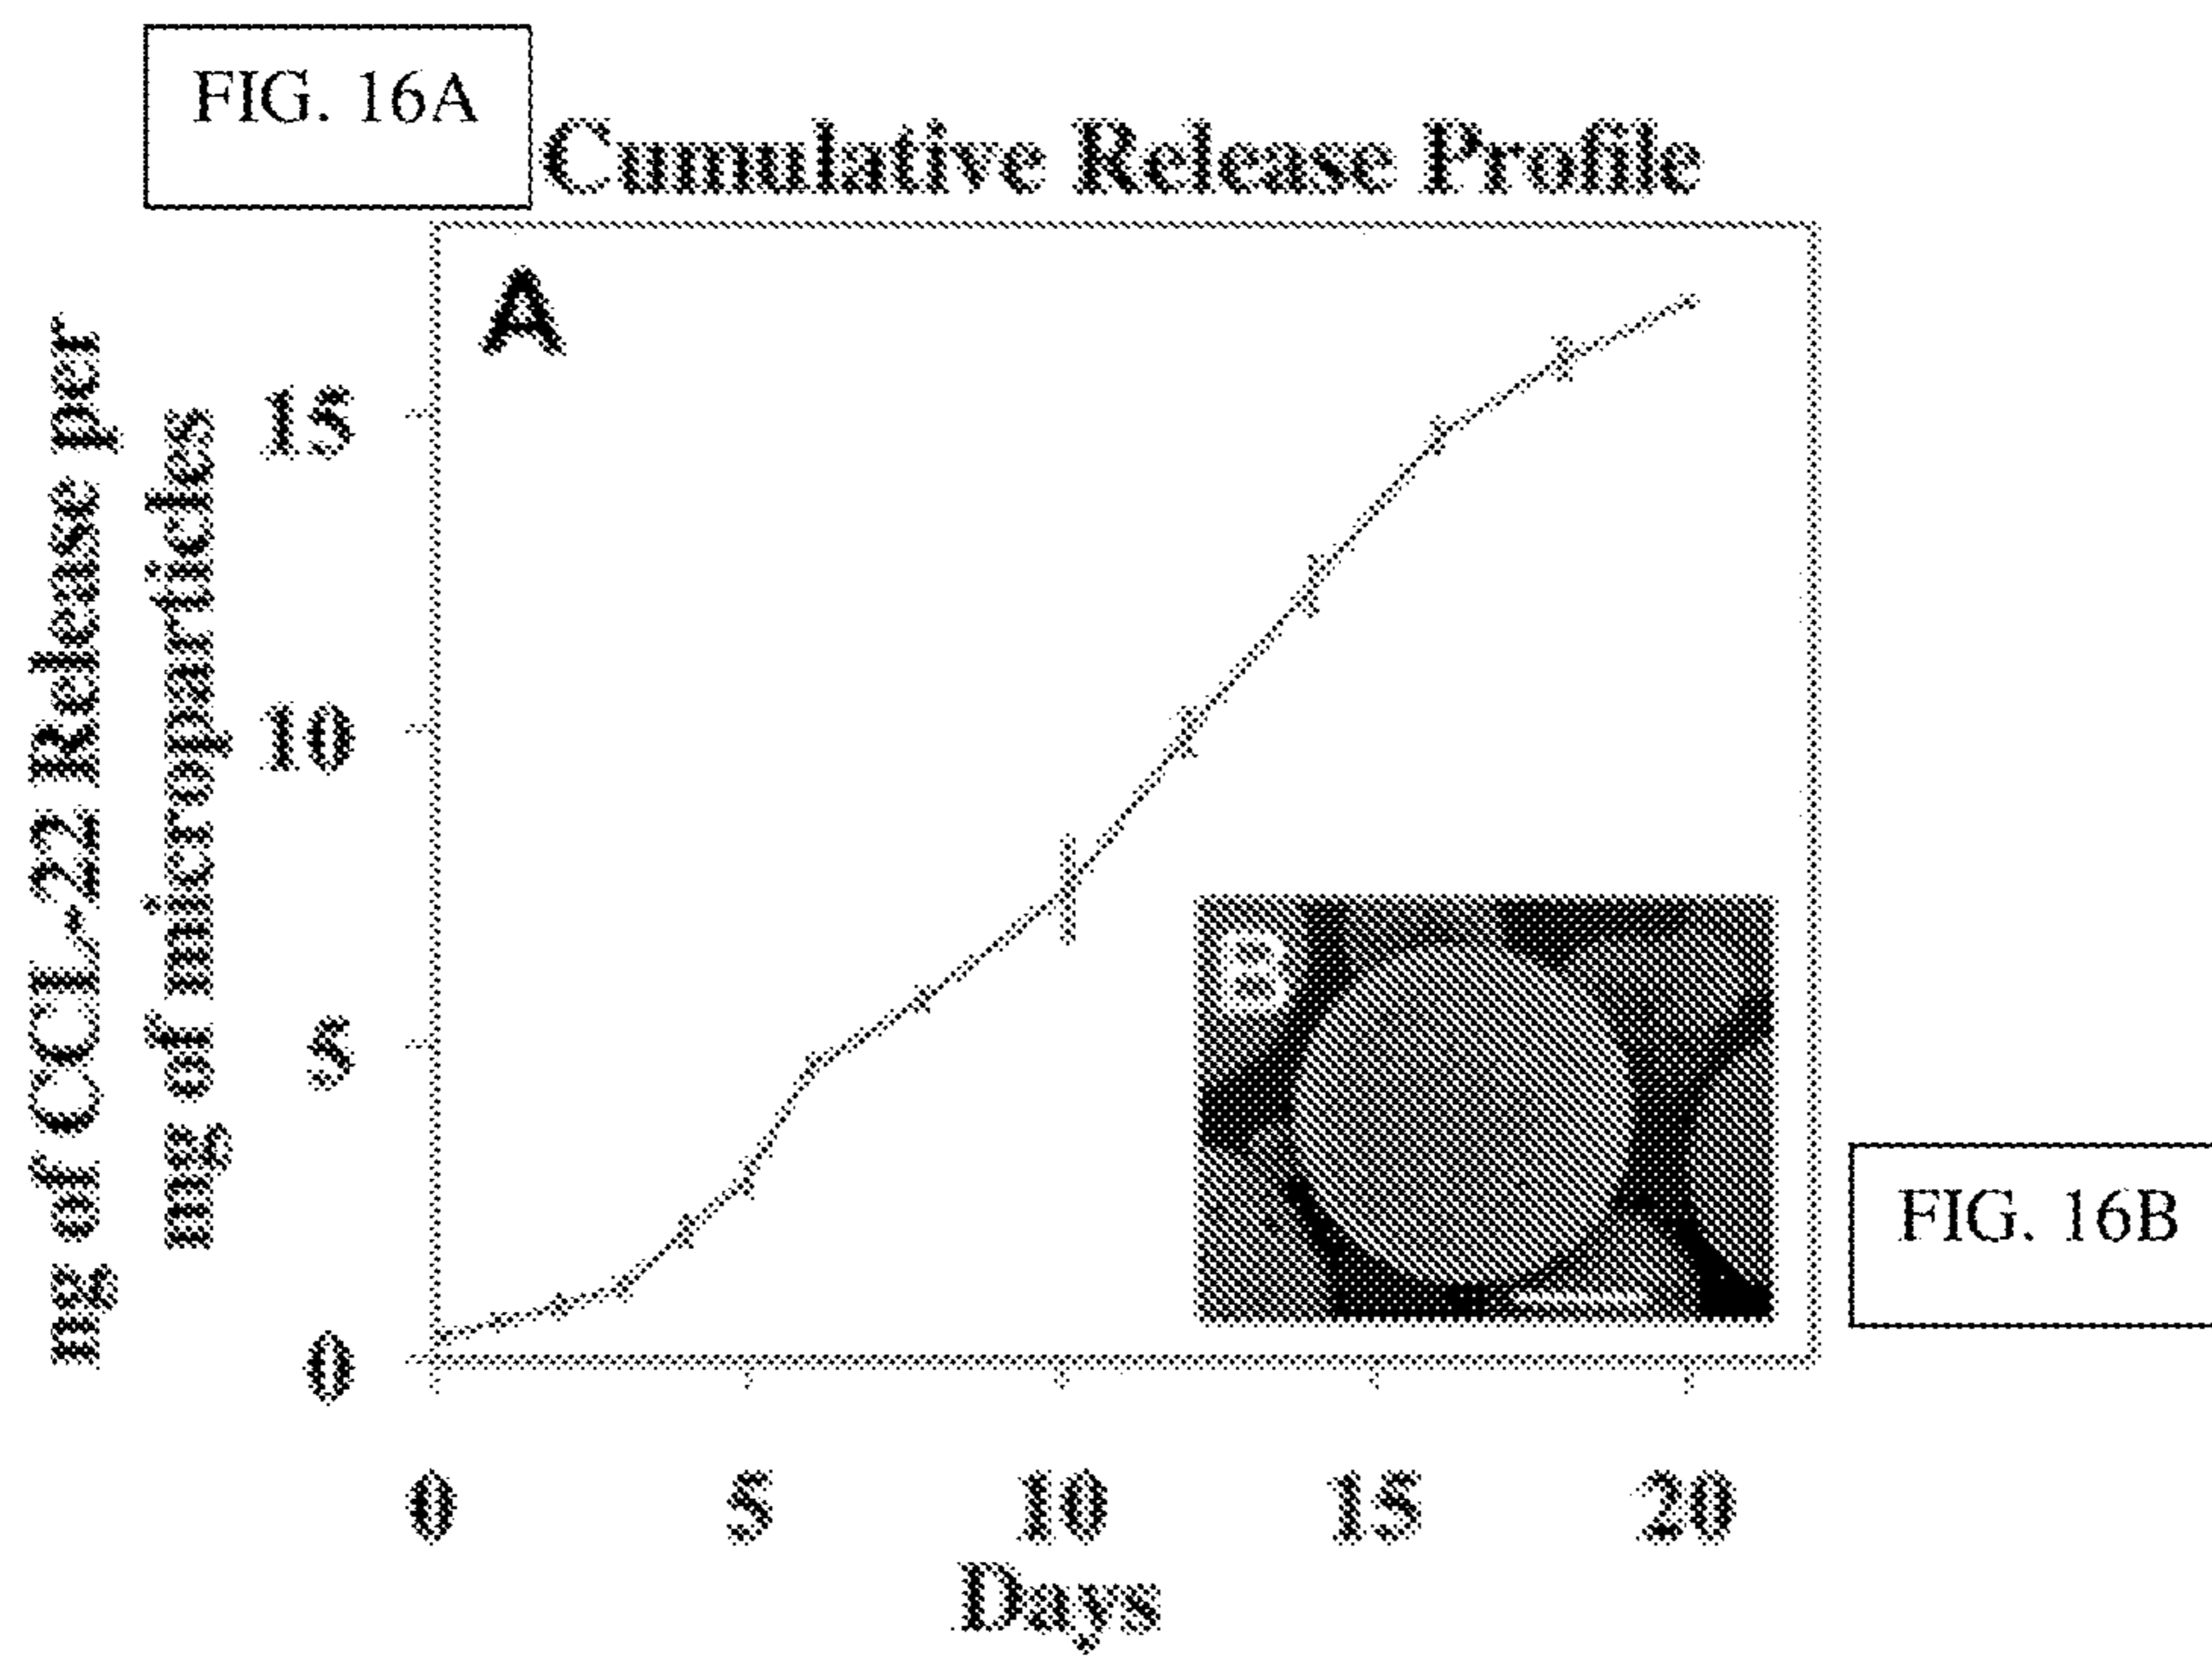 FIG. 16A
Cumulative Release Profile
A
ng of CCL-22 Release per
mg of microparticles
15
10
5
0
B
FIG. 16B
0 5 10 15 20
Days